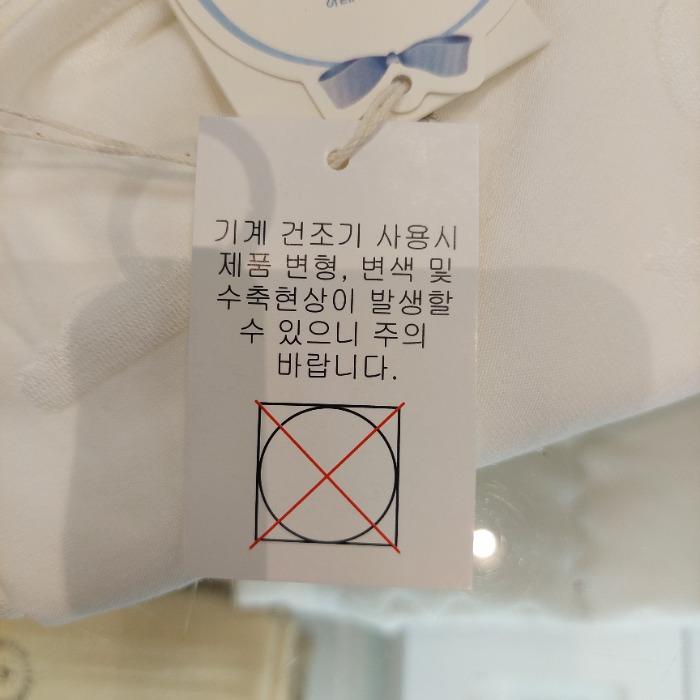 기계 건조기 사용시
제품 변형, 변색 및
수축현상이 발생할
수 있으니 주의
바랍니다.